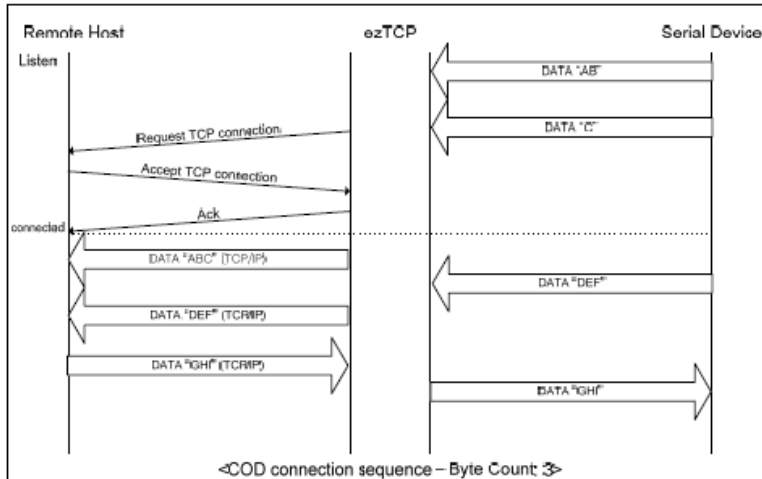 Remote Host
ezTCP
Serial Device
Listen
DATA "AB"
DATA "C"
Request TCP connection
Accept TCP connection
Ack
connected
DATA "ABC" (TCP/IP)
DATA "DEF"
DATA "DEF" (TCP/IP)
DATA "GHI" (TCP/IP)
DATA "GHI"
<COD connection sequence – Byte Count: 3>